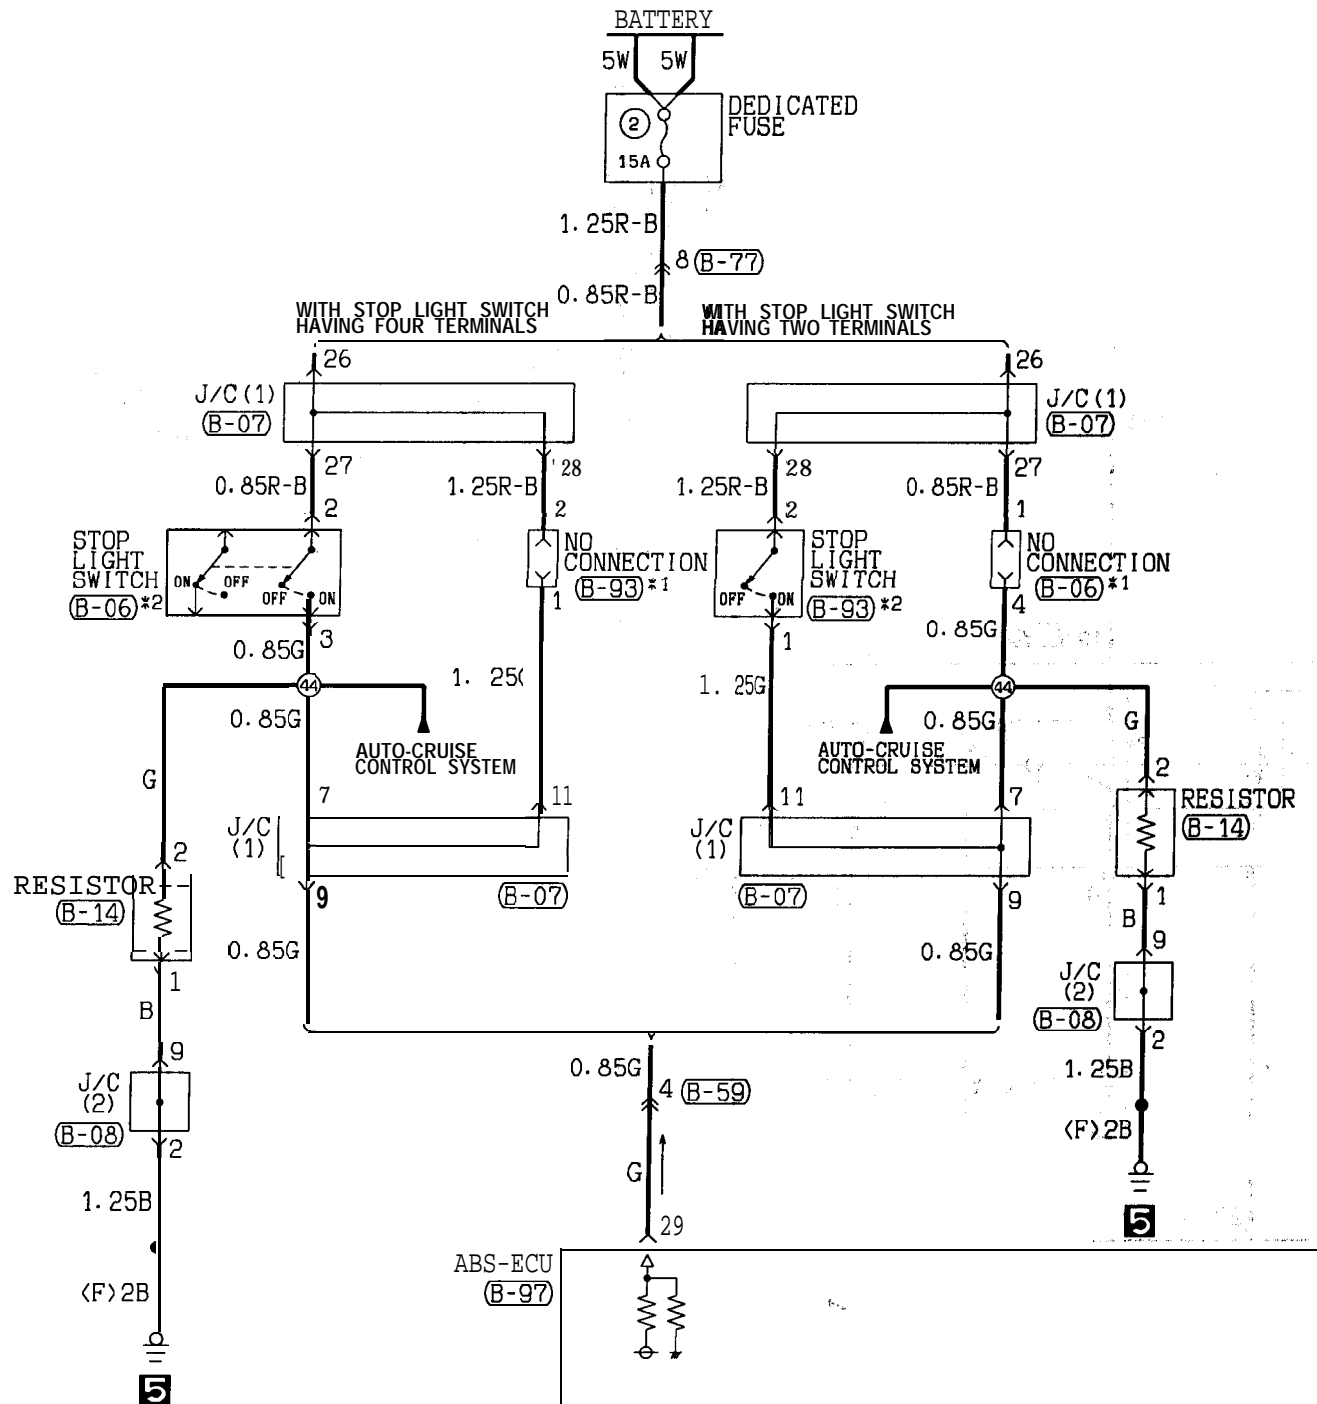 BATTERY
5W 5W
DEDICATED
FUSE
2
15A
1.25R-B
8 B-77
0.85R-B
WITH STOP LIGHT SWITCH
HAVING FOUR TERMINALS
WITH STOP LIGHT SWITCH
HAVING TWO TERMINALS
26
26
J/C(1)
B-07
J/C(1)
B-07
27
28
28
27
0.85R-B
1.25R-B
1.25R-B
0.85R-B
2
2
2
1
STOP
LIGHT
SWITCH
B-06 *2
ON OFF
OFF ON
NO
CONNECTION
B-93 *1
STOP
LIGHT
SWITCH
B-93 *2
OFF ON
NO
CONNECTION
B-06 *1
3
1
1
4
0.85G
0.85G
44
44
1.25G
0.85G
0.85G
G
AUTO-CRUISE
CONTROL SYSTEM
AUTO-CRUISE
CONTROL SYSTEM
G
2
7
11
11
7
J/C
(1)
B-07
J/C
(1)
B-07
RESISTOR
B-14
2
RESISTOR
B-14
9
9
1
1
0.85G
0.85G
B
B
9
J/C
(2)
B-08
2
0.85G
4 B-59
1.25B
9
J/C
(2)
B-08
2
(F)2B
G
1.25B
29
5
ABS-ECU
B-97
(F)2B
5